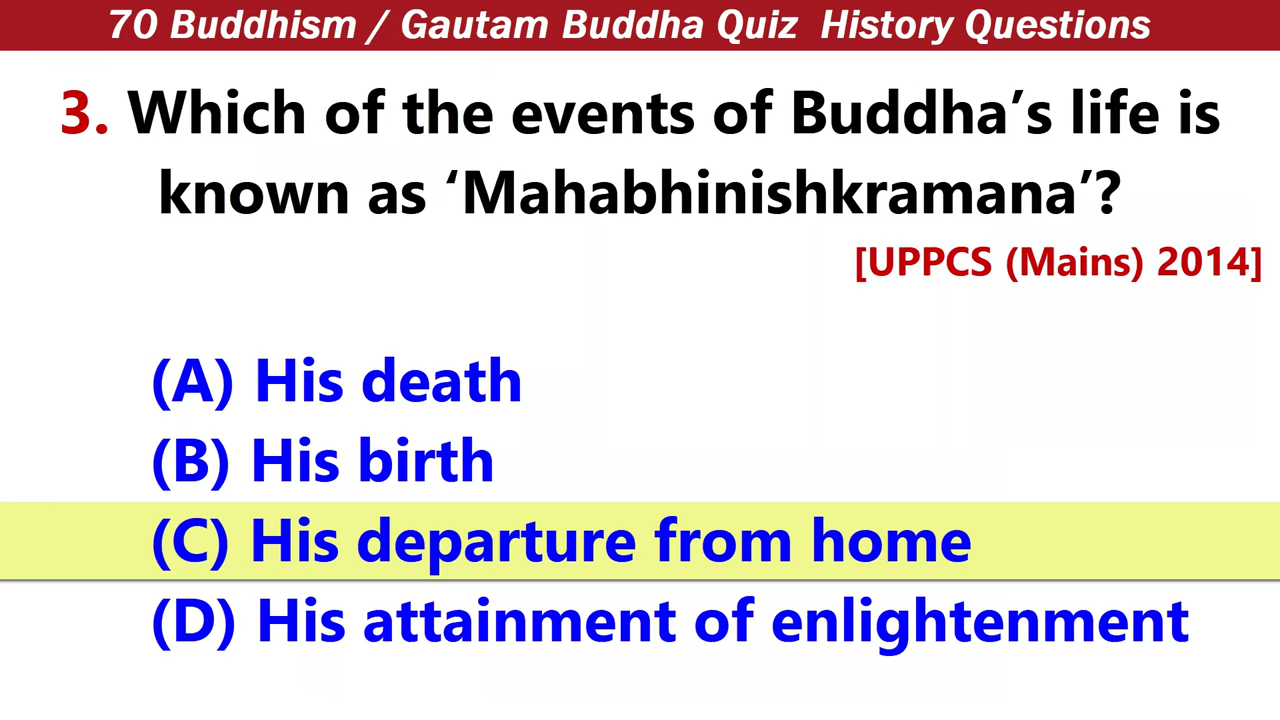 70 Buddhism / Gautam Buddha Quiz History Questions
3. Which of the events of Buddha’s life is
known as ‘Mahabhinishkramana’?
[UPPCS (Mains) 2014]
(A) His death
(B) His birth
(C) His departure from home
(D) His attainment of enlightenment